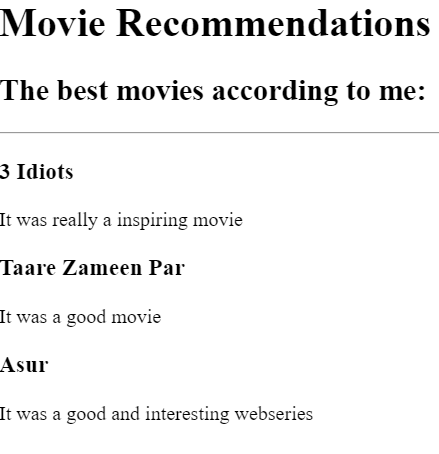 Movie Recommendations
The best movies according to me:
3 Idiots
It was really a inspiring movie
Taare Zameen Par
It was a good movie
Asur
It was a good and interesting webseries